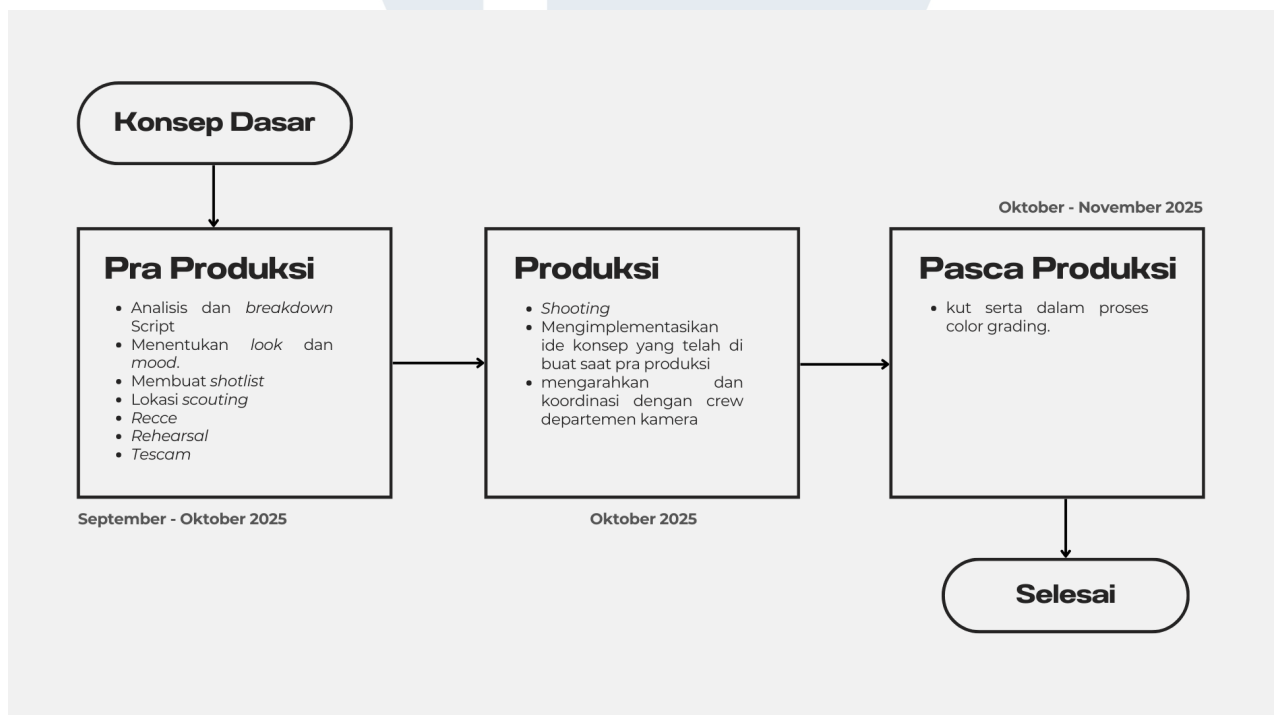 Konsep Dasar
Pra Produksi
Analisis dan breakdown
Script
Menentukan look dan
mood.
Membuat shotlist
Lokasi scouting
Recce
Rehearsal
Tescam
September - Oktober 2025
Produksi
Shooting
Mengimplementasikan
ide konsep yang telah di
buat saat pra produksi
mengarahkan dan
koordinasi dengan crew
departemen kamera
Oktober 2025
Oktober - November 2025
Pasca Produksi
kut serta dalam proses
color grading.
Selesai